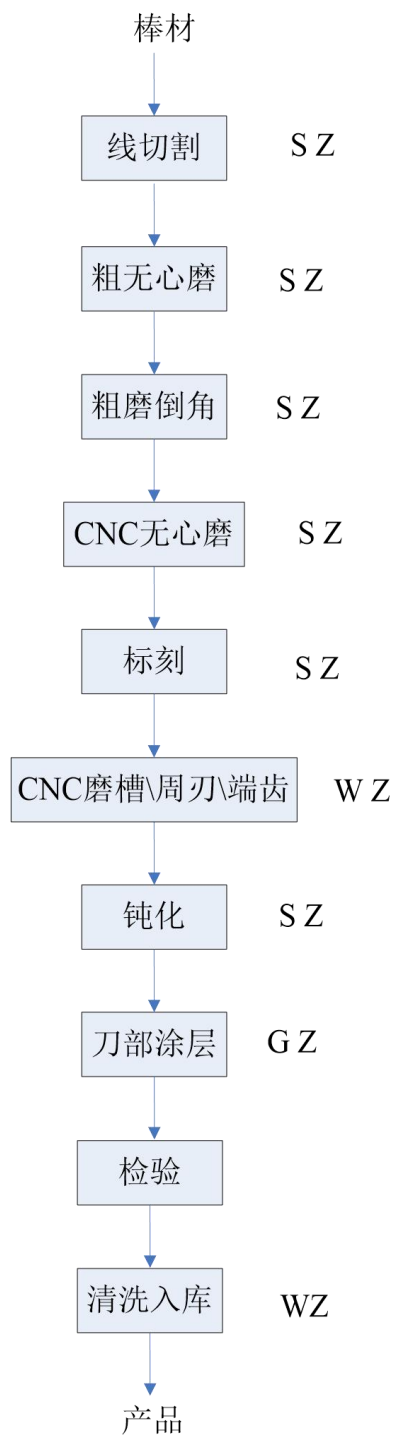 棒材
线切割 S Z
粗无心磨 S Z
粗磨倒角 S Z
CNC无心磨 S Z
标刻 S Z
CNC磨槽\周刃\端齿 W Z
钝化 S Z
刀部涂层 G Z
检验
清洗入库 WZ
产品